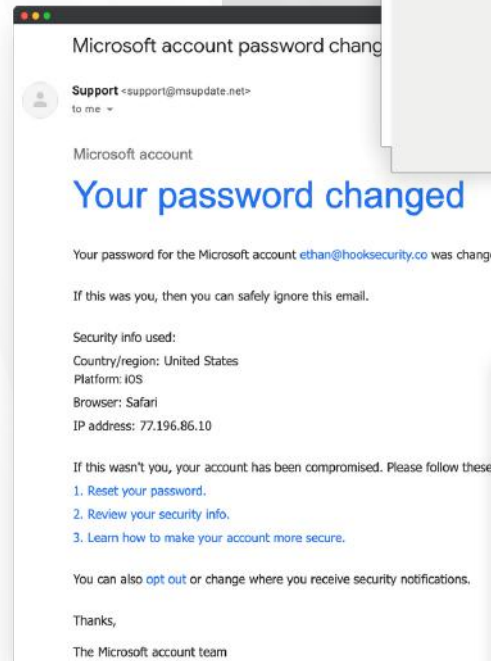 Microsoft account password chang
Support <support@msupdate.net>
to me
Microsoft account
Your password changed
Your password for the Microsoft account ethan@hooksecurity.co was change
If this was you, then you can safely ignore this email.
Security info used:
Country/region: United States
Platform: iOS
Browser: Safari
IP address: 77.196.86.10
If this wasn't you, your account has been compromised. Please follow these
1. Reset your password.
2. Review your security info.
3. Learn how to make your account more secure.
You can also opt out or change where you receive security notifications.
Thanks,
The Microsoft account team